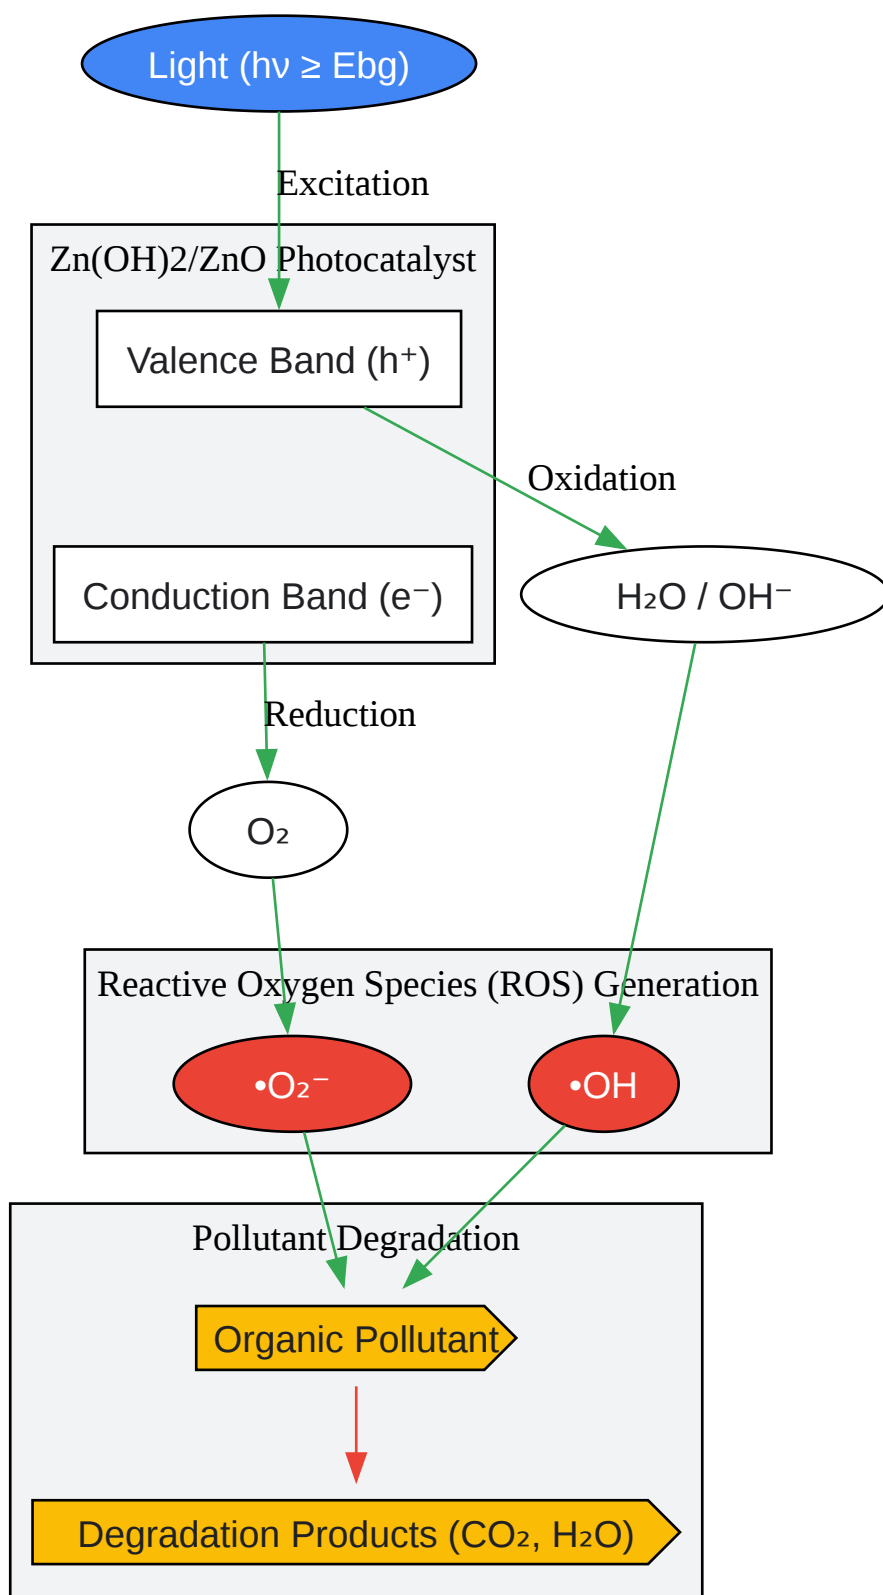 Light (hν ≥ Ebg)
Excitation
Zn(OH)2/ZnO Photocatalyst
Valence Band (h⁺)
Oxidation
Conduction Band (e⁻)
H₂O / OH⁻
Reduction
O₂
Reactive Oxygen Species (ROS) Generation
•O₂⁻
•OH
Pollutant Degradation
Organic Pollutant
Degradation Products (CO₂, H₂O)